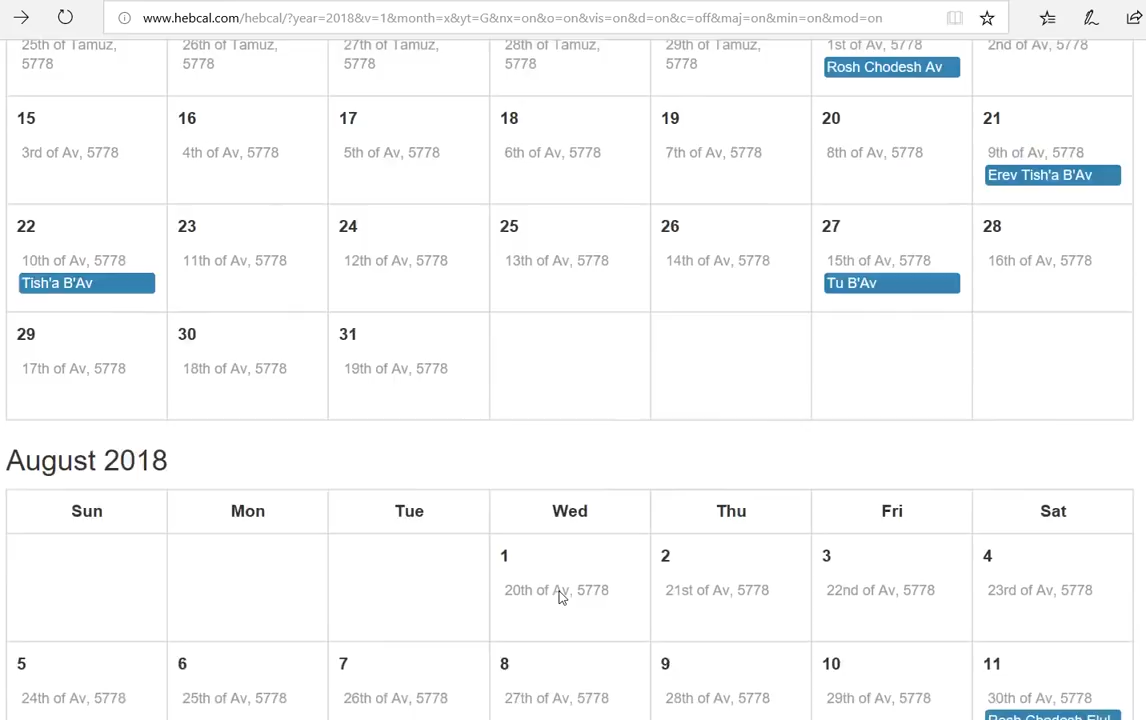 www.hebcal.com/hebcal/?year=2018&v=1&month=x&yt=G&nx=on&o=on&vis=on&d=on&c=off&maj=on&min=on&mod=on
25th of Tamuz, 5778
26th of Tamuz, 5778
27th of Tamuz, 5778
28th of Tamuz, 5778
29th of Tamuz, 5778
1st of Av, 5778
Rosh Chodesh Av
2nd of Av, 5778
15
3rd of Av, 5778
16
4th of Av, 5778
17
5th of Av, 5778
18
6th of Av, 5778
19
7th of Av, 5778
20
8th of Av, 5778
21
9th of Av, 5778
Erev Tish'a B'Av
22
10th of Av, 5778
Tish'a B'Av
23
11th of Av, 5778
24
12th of Av, 5778
25
13th of Av, 5778
26
14th of Av, 5778
27
15th of Av, 5778
Tu B'Av
28
16th of Av, 5778
29
17th of Av, 5778
30
18th of Av, 5778
31
19th of Av, 5778
August 2018
Sun Mon Tue Wed Thu Fri Sat
1
20th of Av, 5778
2
21st of Av, 5778
3
22nd of Av, 5778
4
23rd of Av, 5778
5
24th of Av, 5778
6
25th of Av, 5778
7
26th of Av, 5778
8
27th of Av, 5778
9
28th of Av, 5778
10
29th of Av, 5778
11
30th of Av, 5778
Rosh Chodesh Elul